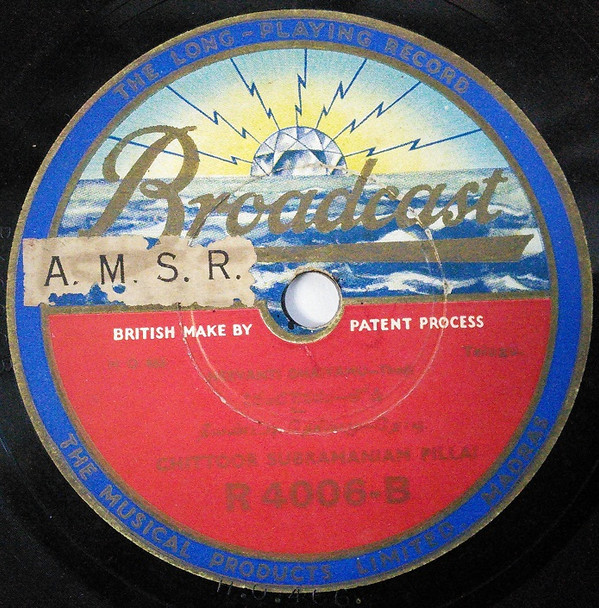 THE LONG-PLAYING RECORD
Broadcast
A. M. S. R.
BRITISH MAKE BY PATENT PROCESS
CHITTOOR SUBRAMANIAM PILLAI
R 4006-B
THE MUSICAL PRODUCTS LIMITED. MADRAS